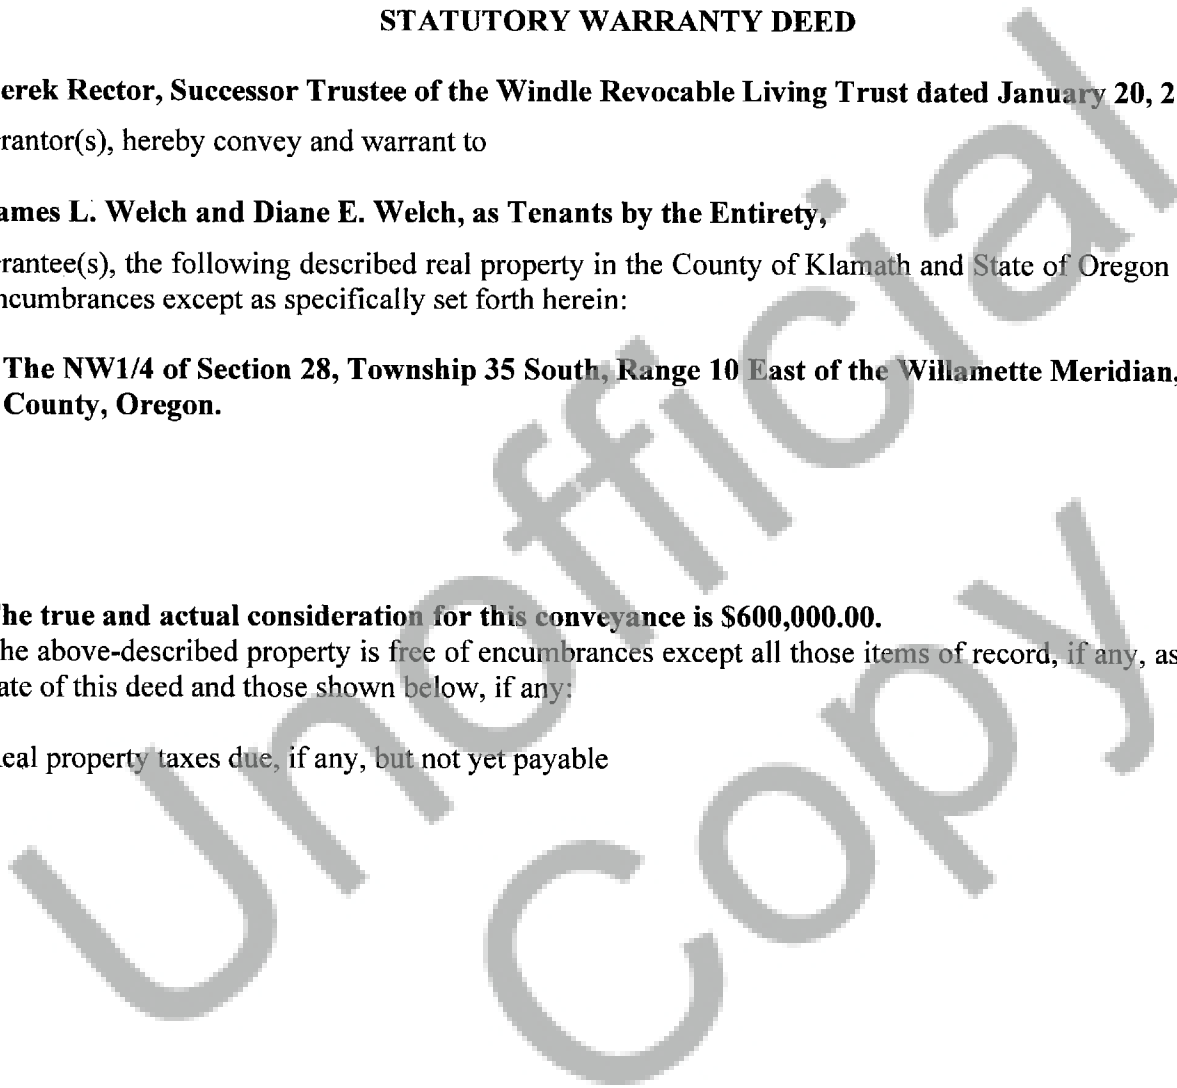 STATUTORY WARRANTY DEED
erek Rector, Successor Trustee of the Windle Revocable Living Trust dated January 20, 2
rantor(s), hereby convey and warrant to
ames L. Welch and Diane E. Welch, as Tenants by the Entirety,
rantee(s), the following described real property in the County of Klamath and State of Oregon
ncumbrances except as specifically set forth herein:
The NW1/4 of Section 28, Township 35 South, Range 10 East of the Willamette Meridian,
County, Oregon.
he true and actual consideration for this conveyance is $600,000.00.
he above-described property is free of encumbrances except all those items of record, if any, as
ate of this deed and those shown below, if any:
eal property taxes due, if any, but not yet payable
Unofficial
Copy